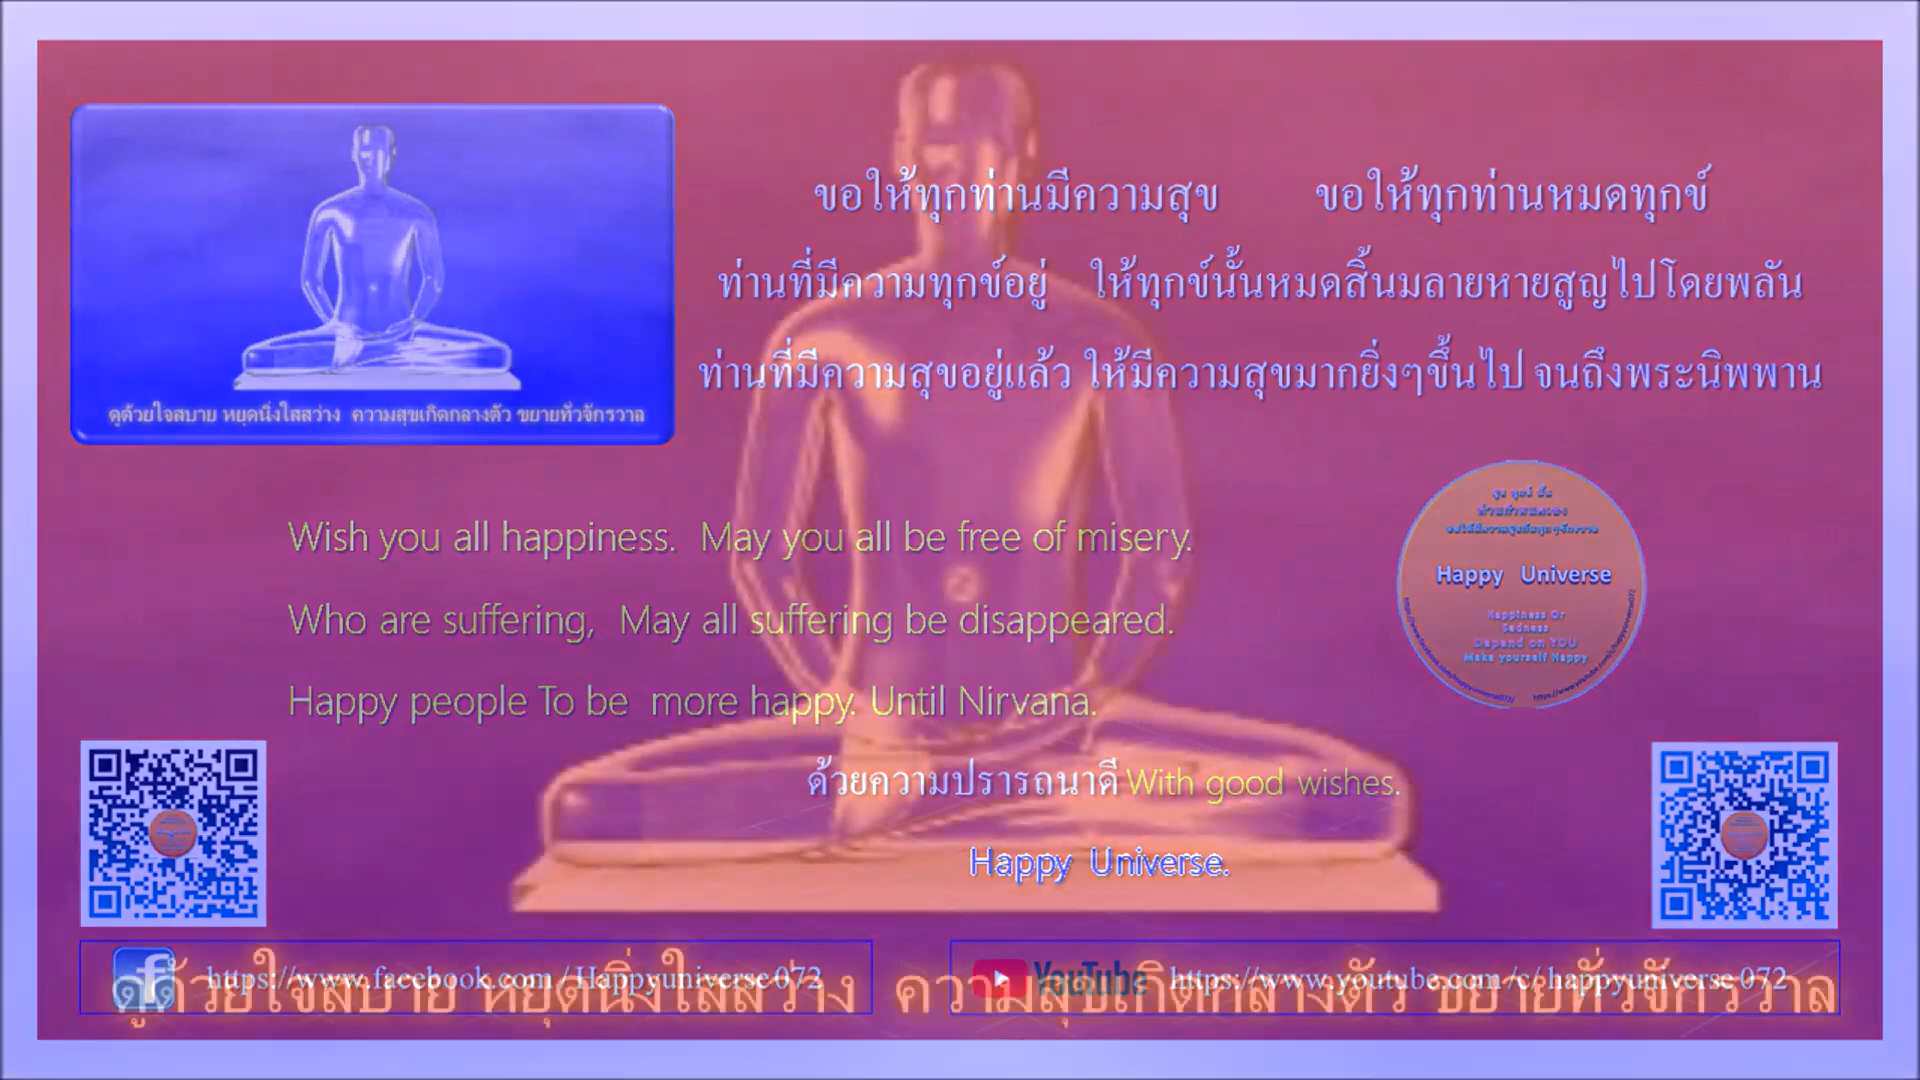 ขอให้ทุกท่านมีความสุข ขอให้ทุกท่านหมดทุกข์
ท่านที่มีความทุกข์อยู่ ให้ทุกข์นั้นหมดสิ้นมลายหายสูญไปโดยพลัน
ท่านที่มีความสุขอยู่แล้ว ให้มีความสุขมากยิ่งๆขึ้นไป จนถึงพระนิพพาน
ดูด้วยใจสบาย หยุดนิ่งใสสว่าง ความสุขเกิดกลางตัว ขยายทั่วจักรวาล
Wish you all happiness. May you all be free of misery.
Who are suffering, May all suffering be disappeared.
Happy people To be more happy. Until Nirvana.
Happy Universe
Happiness Or
Sadness
Depand on YOU
Make yourself Happy
ด้วยความปรารถนาดี With good wishes.
Happy Universe.
https://www.facebook.com/Happyuniverse072
YouTube https://www.youtube.com/c/happyuniverse072
ดูด้วยใจสบาย หยุดนิ่งใสสว่าง ความสุขเกิดกลางตัว ขยายทั่วจักรวาล